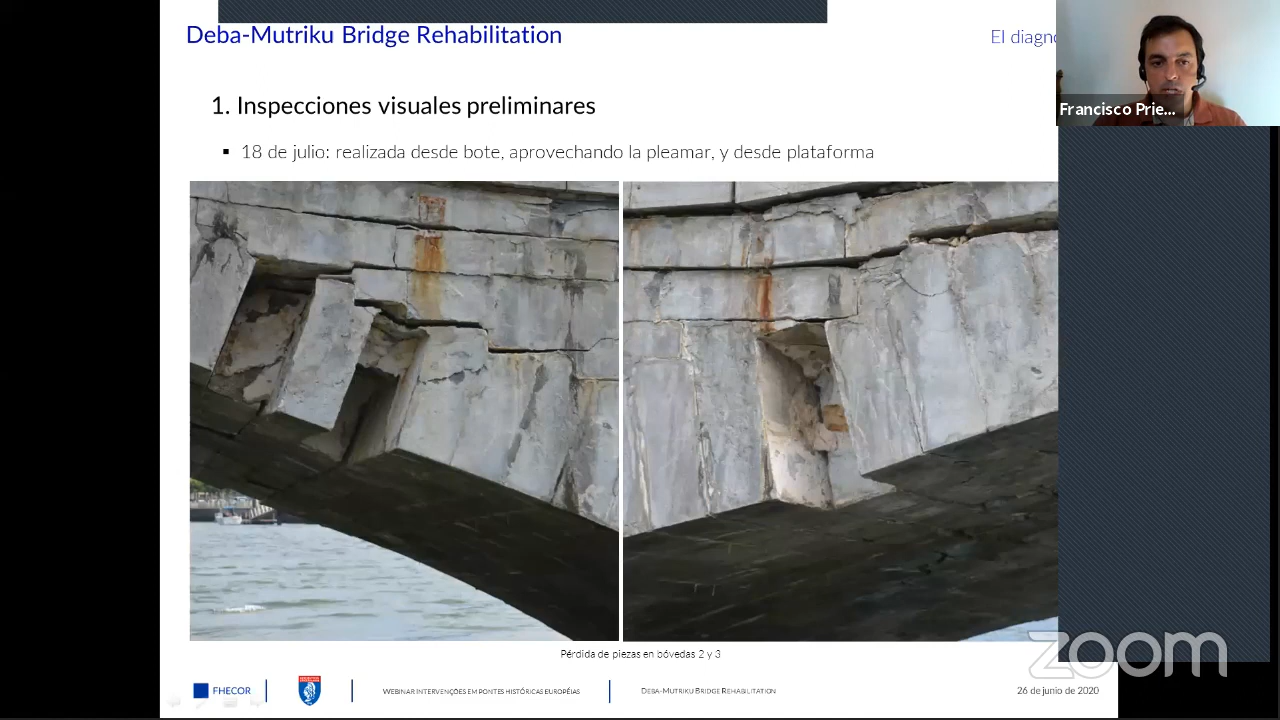 Deba-Mutriku Bridge Rehabilitation
El diagno
Francisco Prie...
1. Inspecciones visuales preliminares
▪ 18 de julio: realizada desde bote, aprovechando la pleamar, y desde plataforma
Pérdida de piezas en bóvedas 2 y 3
zoom
FHECOR
WEBINAR INTERVENÇÕES EM PONTES HISTÓRICAS EUROPÉIAS
DEBA-MUTRIKU BRIDGE REHABILITATION
26 de junio de 2020